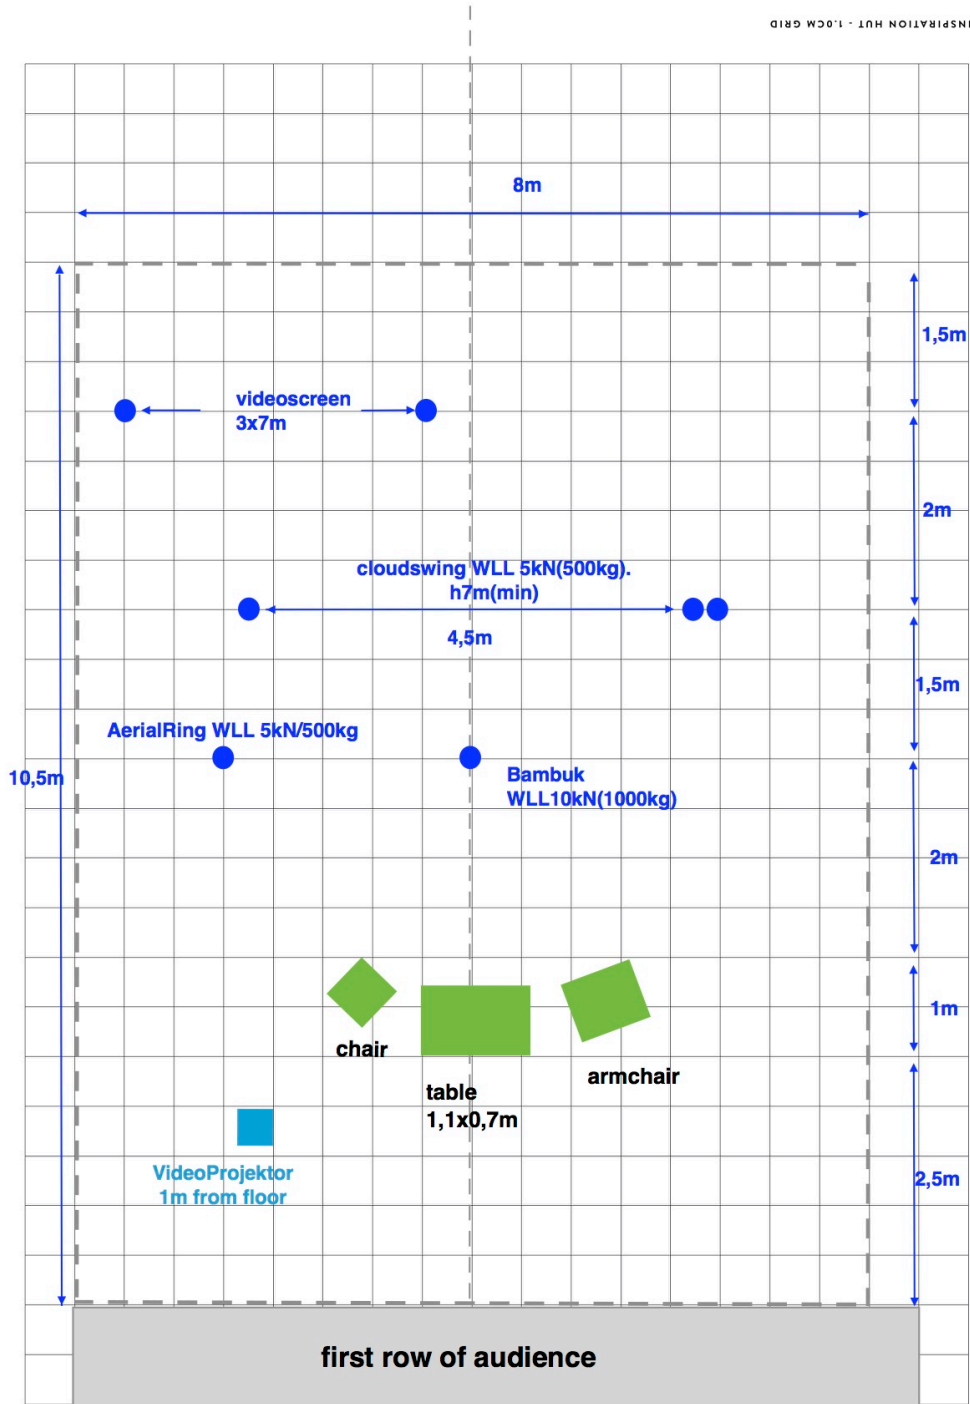 INSPIRATION HUT - 1.0CM GRID
8m
1,5m
videoscreen
3x7m
2m
cloudswing WLL 5kN(500kg).
h7m(min)
4,5m
1,5m
AerialRing WLL 5kN/500kg
10,5m
Bambuk
WLL10kN(1000kg)
2m
1m
chair
armchair
table
1,1x0,7m
VideoProjektor
1m from floor
2,5m
first row of audience